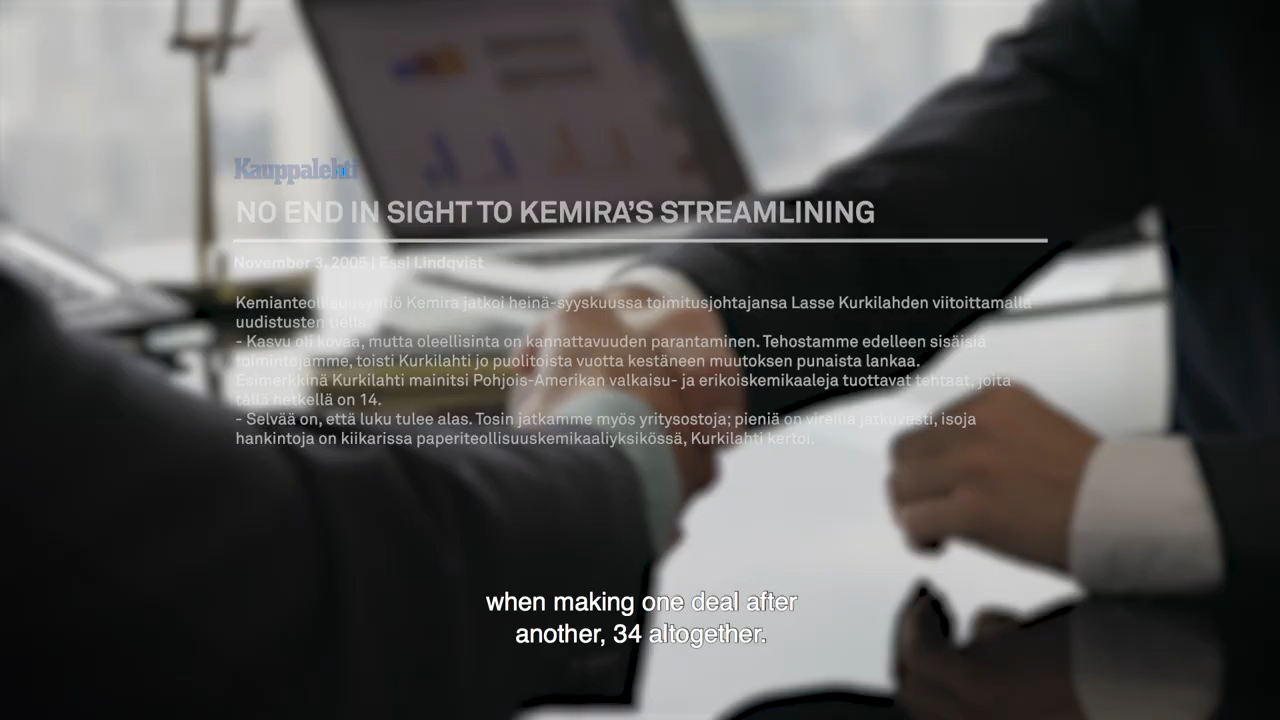 Kauppalehti
NO END IN SIGHT TO KEMIRA'S STREAMLINING
November 3, 2005 | Essi Lindqvist
Kemianteollisuusyhtiö Kemira jatkoi heinä-syyskuussa toimitusjohtajansa Lasse Kurkilahden viitoittamalla
uudistusten tiellä.
- Kasvu oli kovaa, mutta oleellisinta on kannattavuuden parantaminen. Tehostamme edelleen sisäisiä
toimintojamme, toisti Kurkilahti jo puolitoista vuotta kestäneen muutoksen punaista lankaa.
Esimerkkinä Kurkilahti mainitsi Pohjois-Amerikan valkaisu- ja erikoiskemikaaleja tuottavat tehtaat, joita
tällä hetkellä on 14.
- Selvää on, että luku tulee alas. Tosin jatkamme myös yritysostoja; pieniä on vireillä jatkuvasti, isoja
hankintoja on kiikarissa paperiteollisuuskemikaaliyksikössä, Kurkilahti kertoi.
when making one deal after
another, 34 altogether.